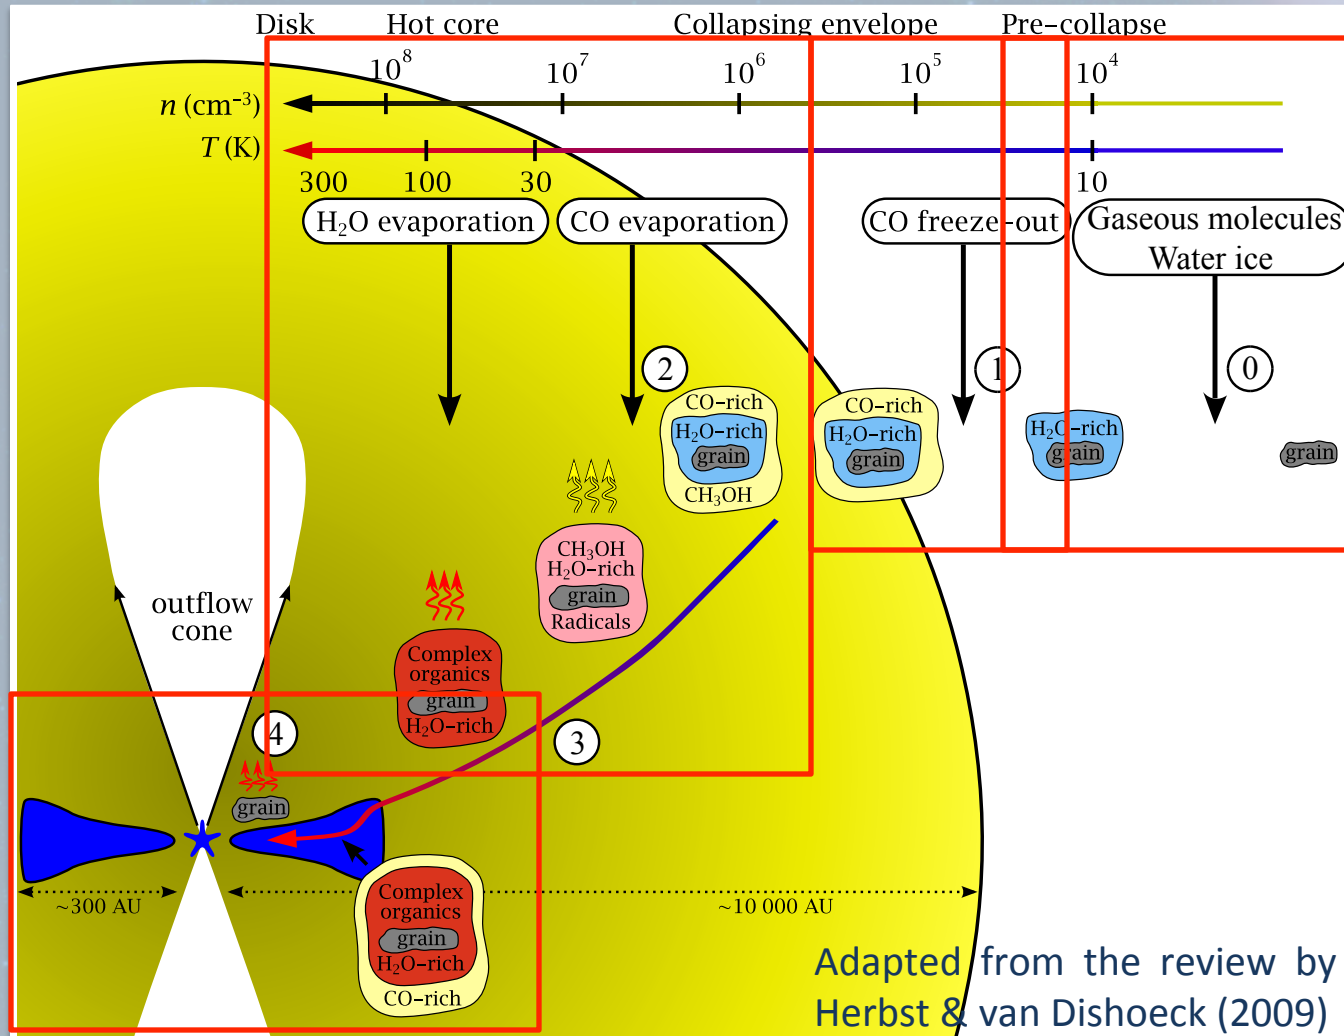 Disk Hot core Collapsing envelope Pre-collapse
10⁸ 10⁷ 10⁶ 10⁵ 10⁴
n (cm⁻³)
T (K)
300 100 30 10
H₂O evaporation
CO evaporation
CO freeze-out
Gaseous molecules
Water ice
2
1
0
CO-rich
H₂O-rich
grain
CH₃OH
CO-rich
H₂O-rich
grain
H₂O-rich
grain
grain
CH₃OH
H₂O-rich
grain
Radicals
outflow
cone
Complex
organics
grain
H₂O-rich
4
3
grain
~300 AU
~10 000 AU
Complex
organics
grain
H₂O-rich
CO-rich
Adapted from the review by
Herbst & van Dishoeck (2009)